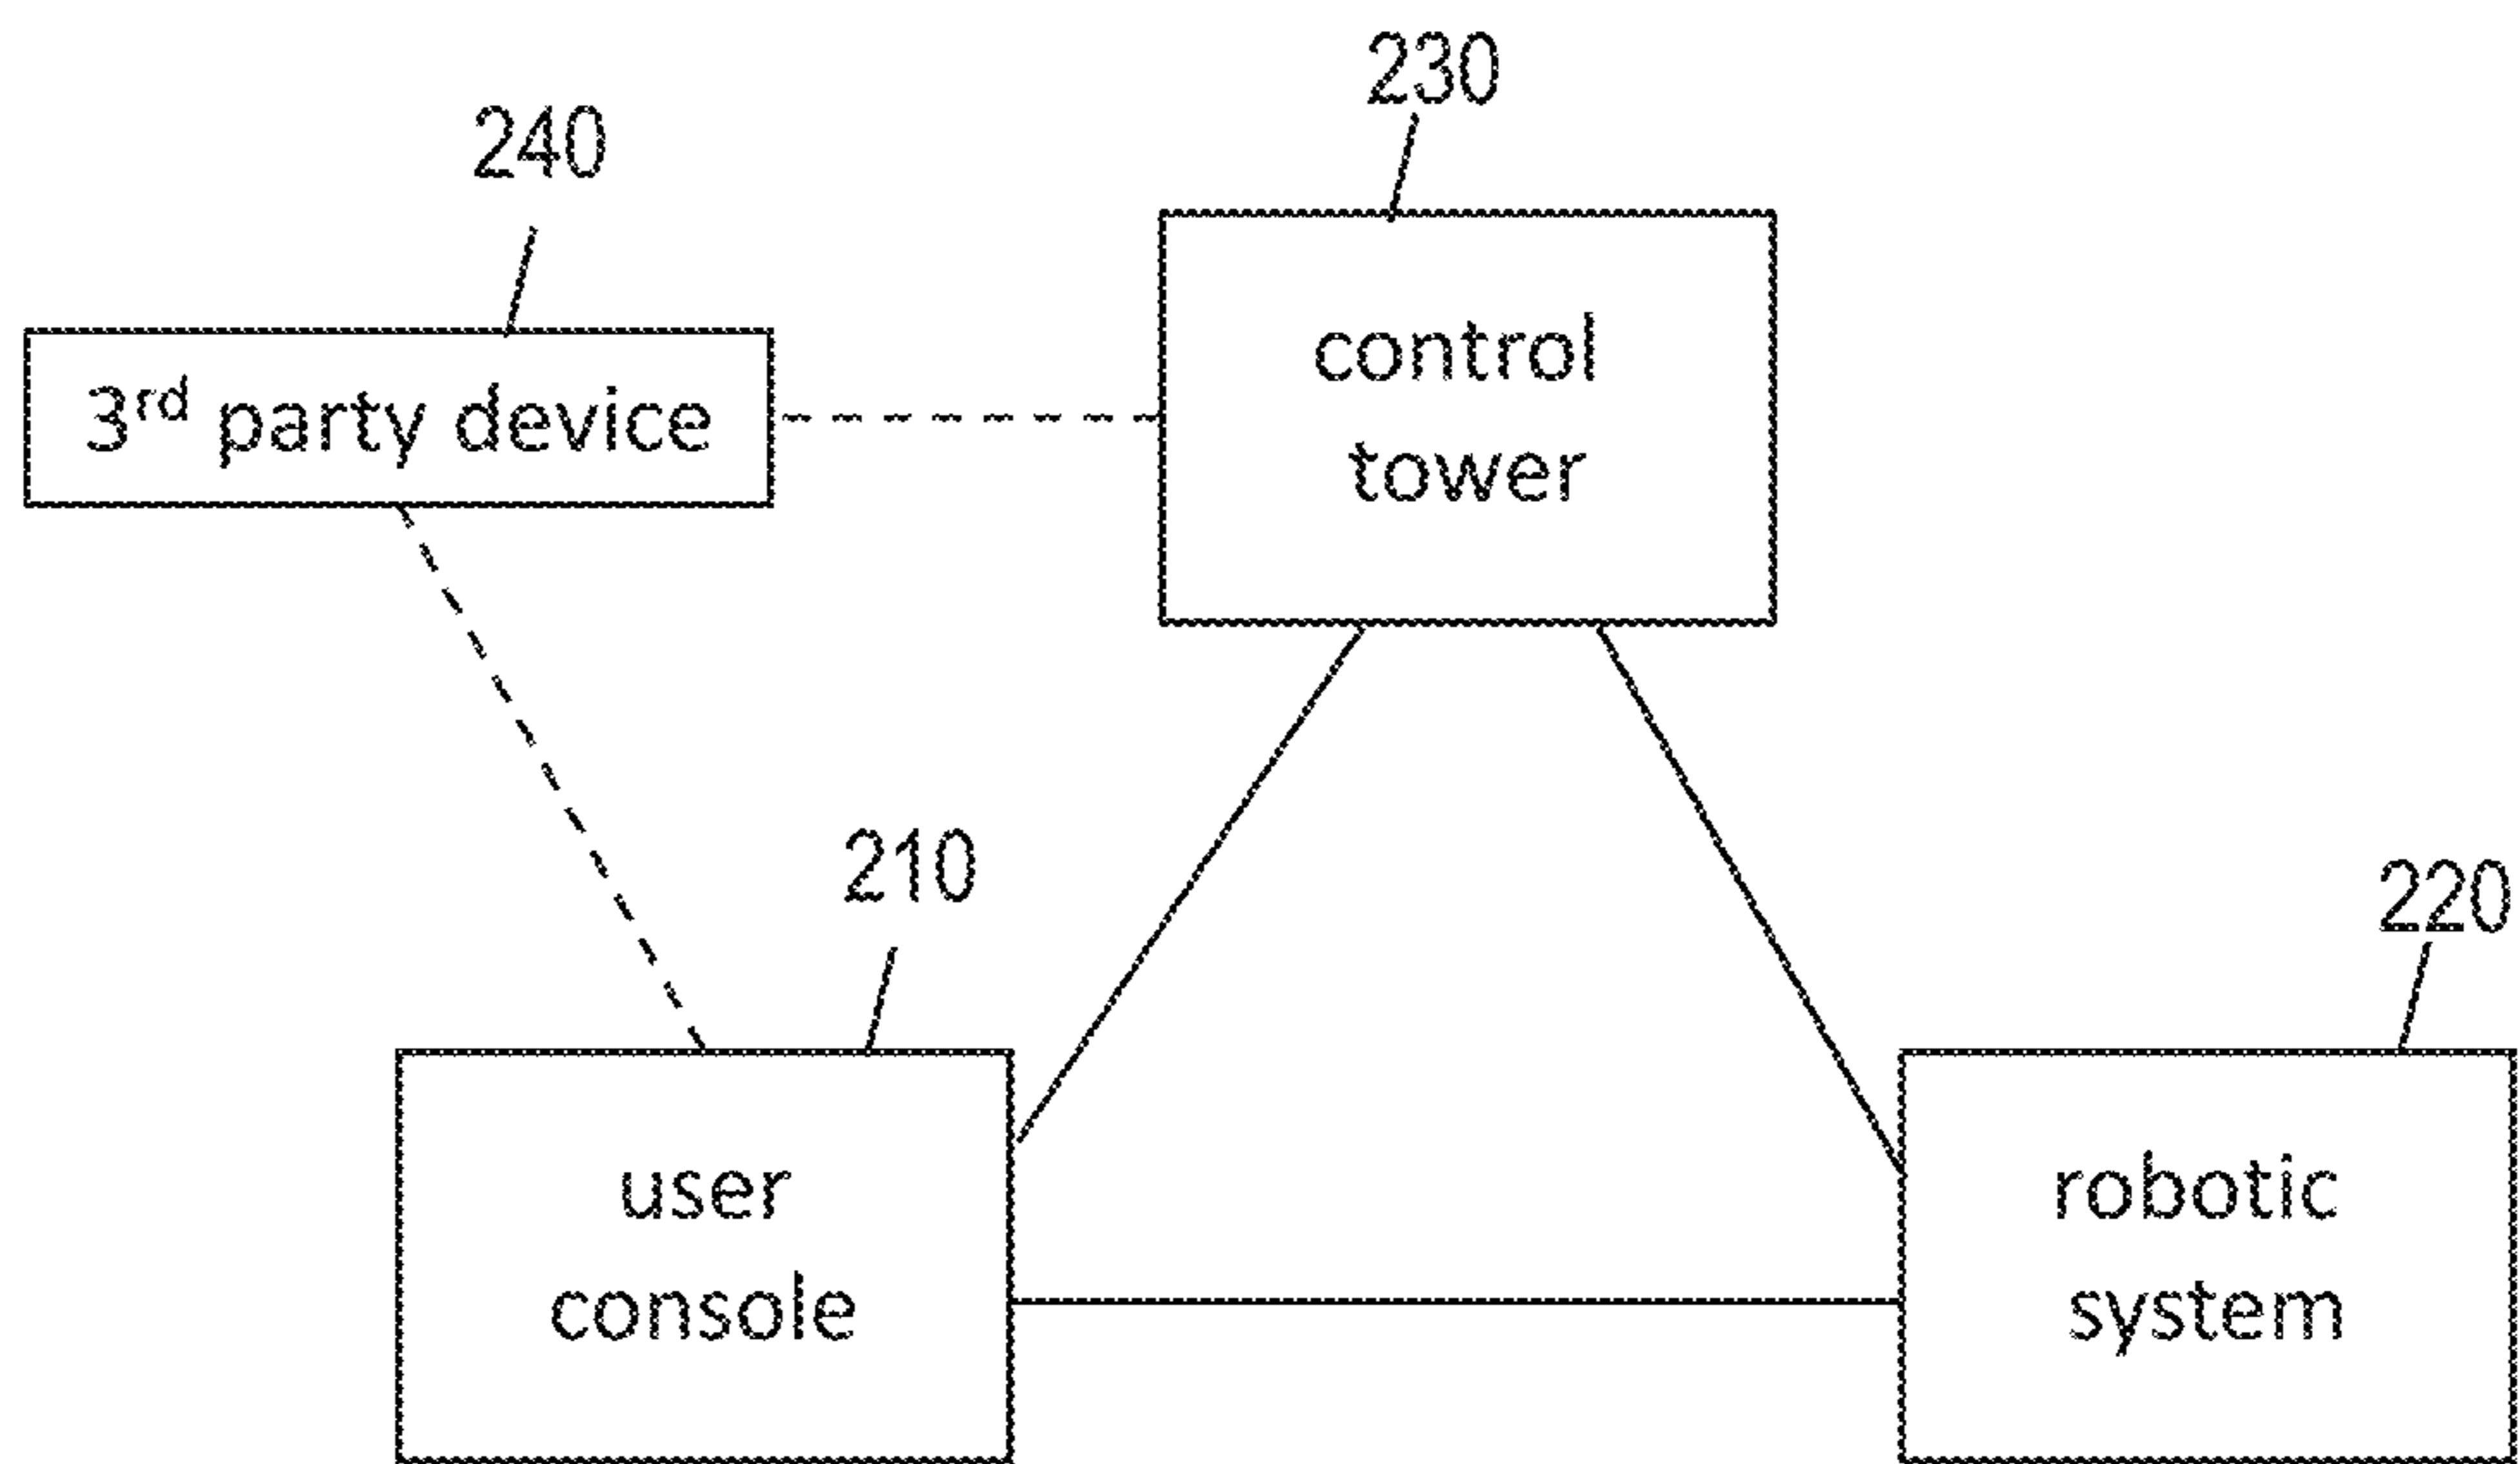 230
240
control
tower
3rd party device
210
220
user
console
robotic
system